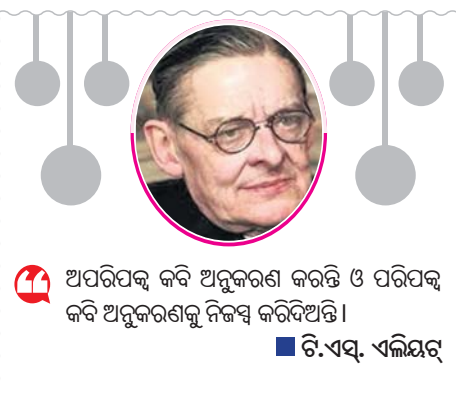 ଅପରିପକ୍ୱ କବି ଅନୁକରଣ କରନ୍ତି ଓ ପରିପକ୍ୱ
କବି ଅନୁକରଣକୁ ନିଜସ୍ୱ କରିଦିଅନ୍ତି।
ଟି.ଏସ୍. ଏଲିୟଟ୍